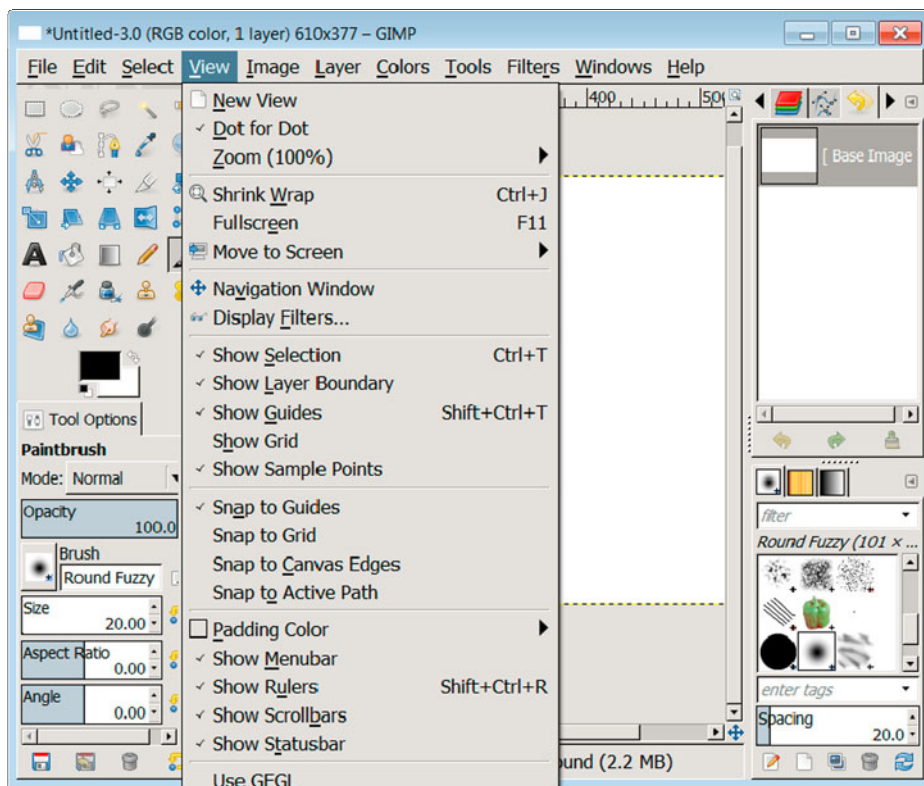 *Untitled-3.0 (RGB color, 1 layer) 610x377 – GIMP
File Edit Select View Image Layer Colors Tools Filters Windows Help
New View
Dot for Dot
Zoom (100%)
Shrink Wrap Ctrl+J
Fullscreen F11
Move to Screen
Navigation Window
Display Filters...
Show Selection Ctrl+T
Show Layer Boundary
Show Guides Shift+Ctrl+T
Show Grid
Show Sample Points
Snap to Guides
Snap to Grid
Snap to Canvas Edges
Snap to Active Path
Padding Color
Show Menubar
Show Rulers Shift+Ctrl+R
Show Scrollbars
Show Statusbar
Use GEGL
Tool Options
Paintbrush
Mode: Normal
Opacity
100.0
Brush
Round Fuzzy
Size
20.00
Aspect Ratio
0.00
Angle
0.00
400
und (2.2 MB)
[ Base Image
filter
Round Fuzzy (101 × ...
enter tags
Spacing
20.0